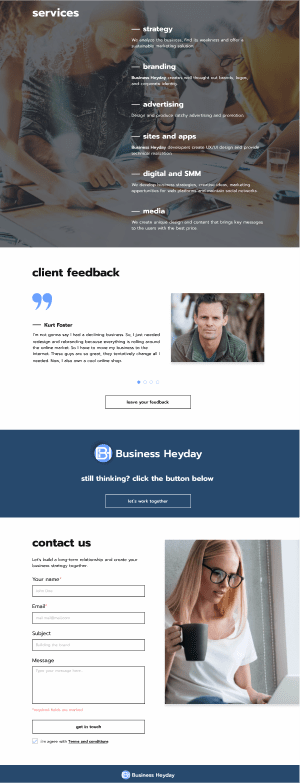 services
strategy
We analyze the business, find its weakness and offer a
sustainable marketing solution.
branding
Business Heyday creates well thought out brands, logos,
and corporate identity.
advertising
Design and produce catchy advertising and promotion.
sites and apps
Business Heyday developers create UX/UI design and provide
technical realization.
digital and SMM
We develop business strategies, creative ideas, marketing
opportunities for web platforms and maintain social networks.
media
We create unique design and content that brings key messages
to the users with the best price.
client feedback
Kurt Foster
I'm not gonna say I had a declining business. So, I just needed
redesign and rebranding because everything is rolling around
the online market. So I have to move my business to the
Internet. These guys are so great, they tentatively change all I
needed. Now, I also own a cool online shop.
leave your feedback
Business Heyday
still thinking? click the button below
let's work together
contact us
Let's build a long-term relationship and create your
business strategy together.
Your name*
Email*
Subject
Message
Type your message here
*required fields
get in touch
I'm agree with Terms and conditions
Business Heyday